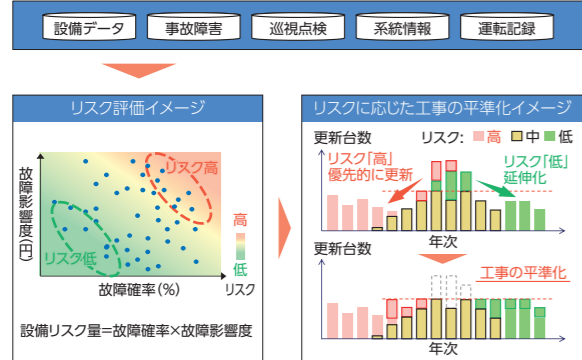 設備データ
事故障害
巡視点検
系統情報
運転記録
リスク評価イメージ
故障影響度(円)
リスク高
リスク低
高
低
リスク
故障確率(%)
設備リスク量=故障確率×故障影響度
リスクに応じた工事の平準化イメージ
更新台数
リスク: 高 中 低
リスク「高」
優先的に更新
リスク「低」
延伸化
年次
更新台数
工事の平準化
年次